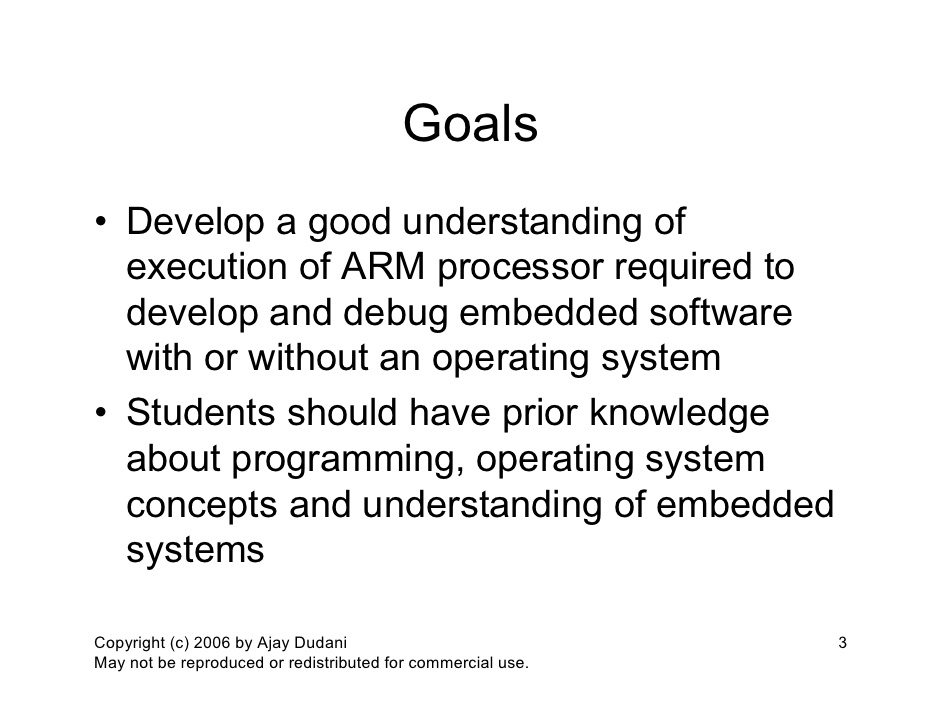 Goals
• Develop a good understanding of
execution of ARM processor required to
develop and debug embedded software
with or without an operating system
• Students should have prior knowledge
about programming, operating system
concepts and understanding of embedded
systems
Copyright (c) 2006 by Ajay Dudani
May not be reproduced or redistributed for commercial use.
3